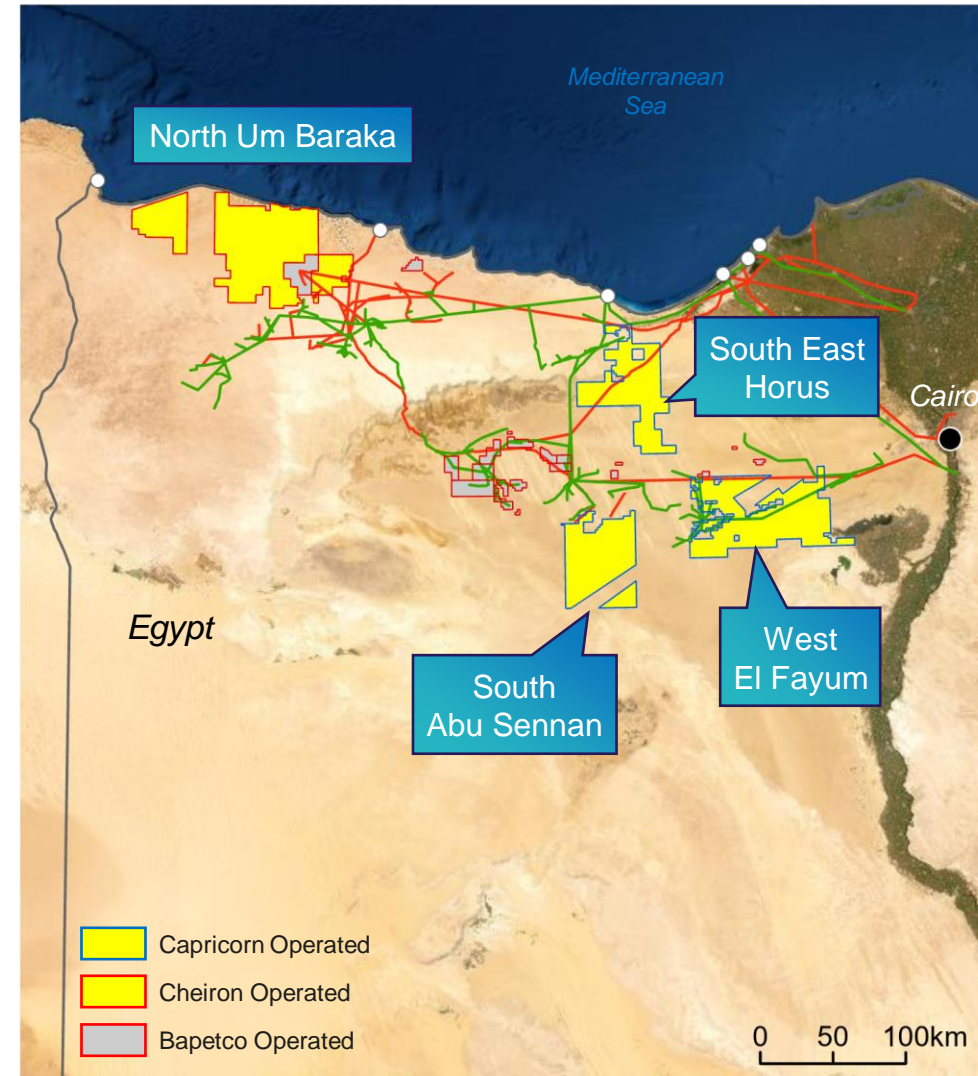 Mediterranean
Sea
North Um Baraka
South East
Horus
Cairo
Egypt
West
El Fayum
South
Abu Sennan
Capricorn Operated
Cheiron Operated
Bapetco Operated
0 50 100km